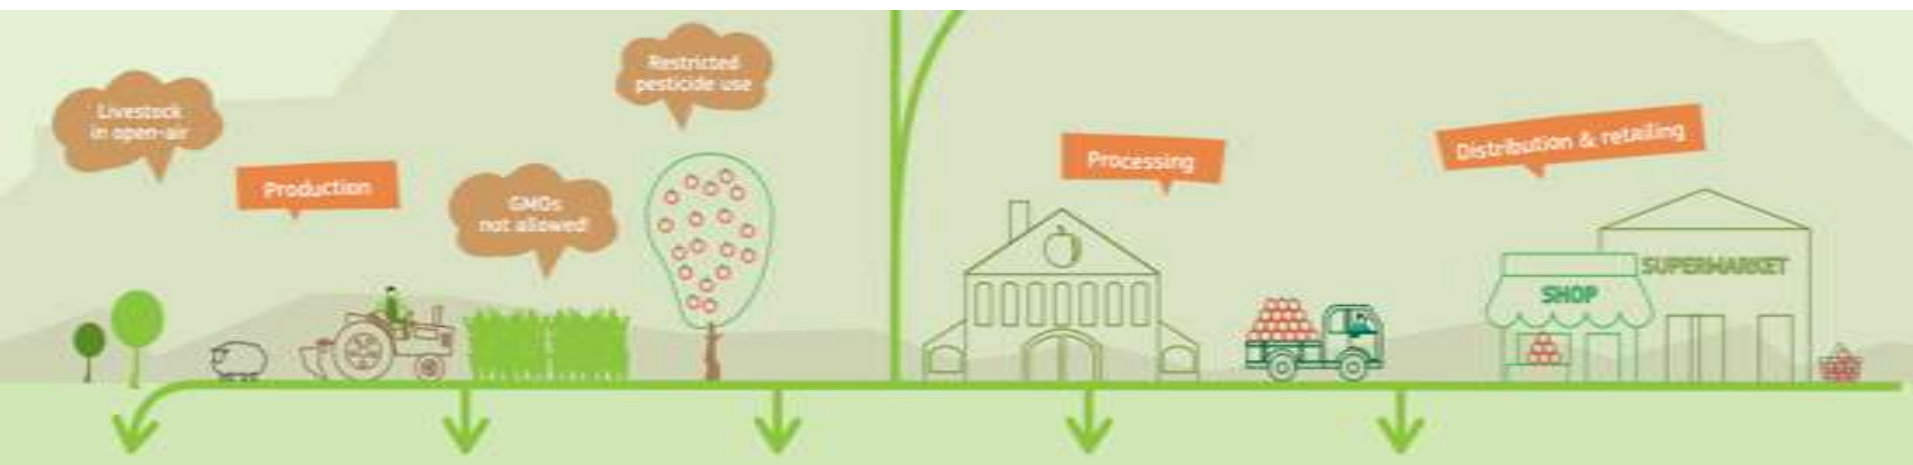 Livestock
in open-air
Production
GMOs
not allowed!
Restricted
pesticide use
Processing
Distribution & retailing
SHOP
SUPERMARKET